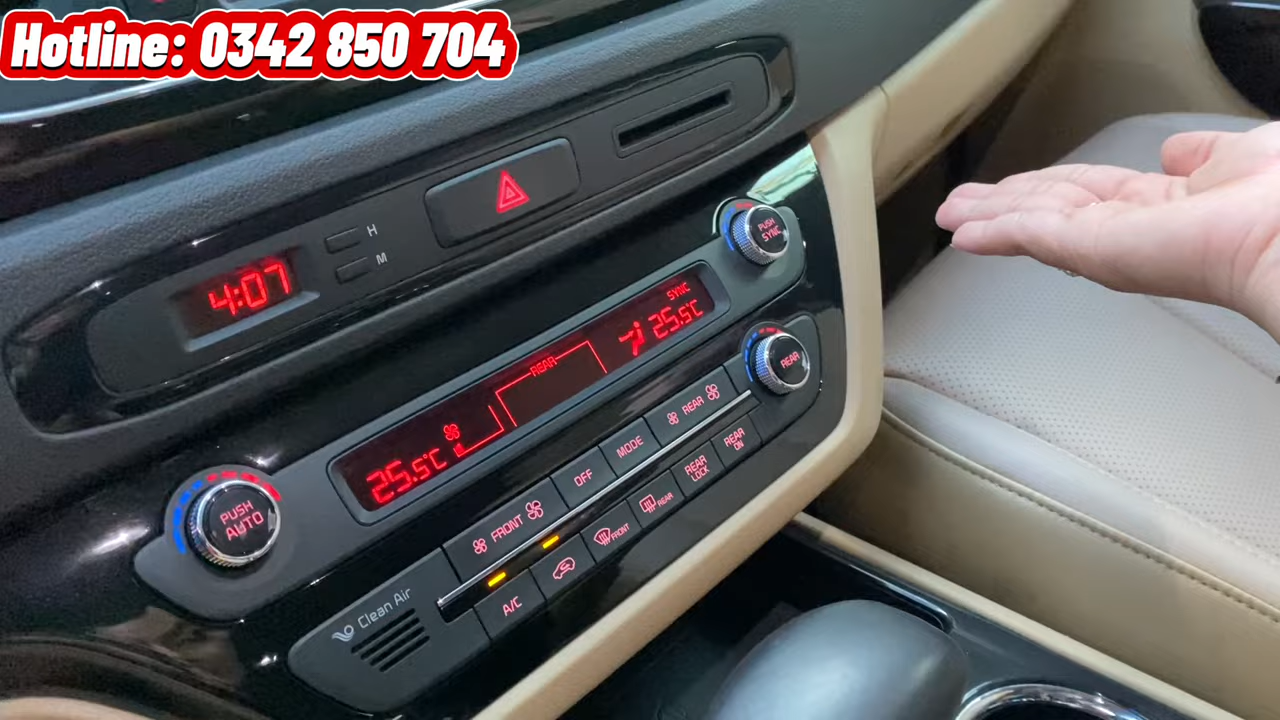 Hotline: 0342 850 704
4:07
H
M
PUSH
SYNC
SYNC
25.5°C
REAR
25.5°C
REAR
PUSH
AUTO
FRONT
OFF
MODE
REAR
A/C
FRONT
REAR
REAR
LOCK
REAR
ON
Clean Air